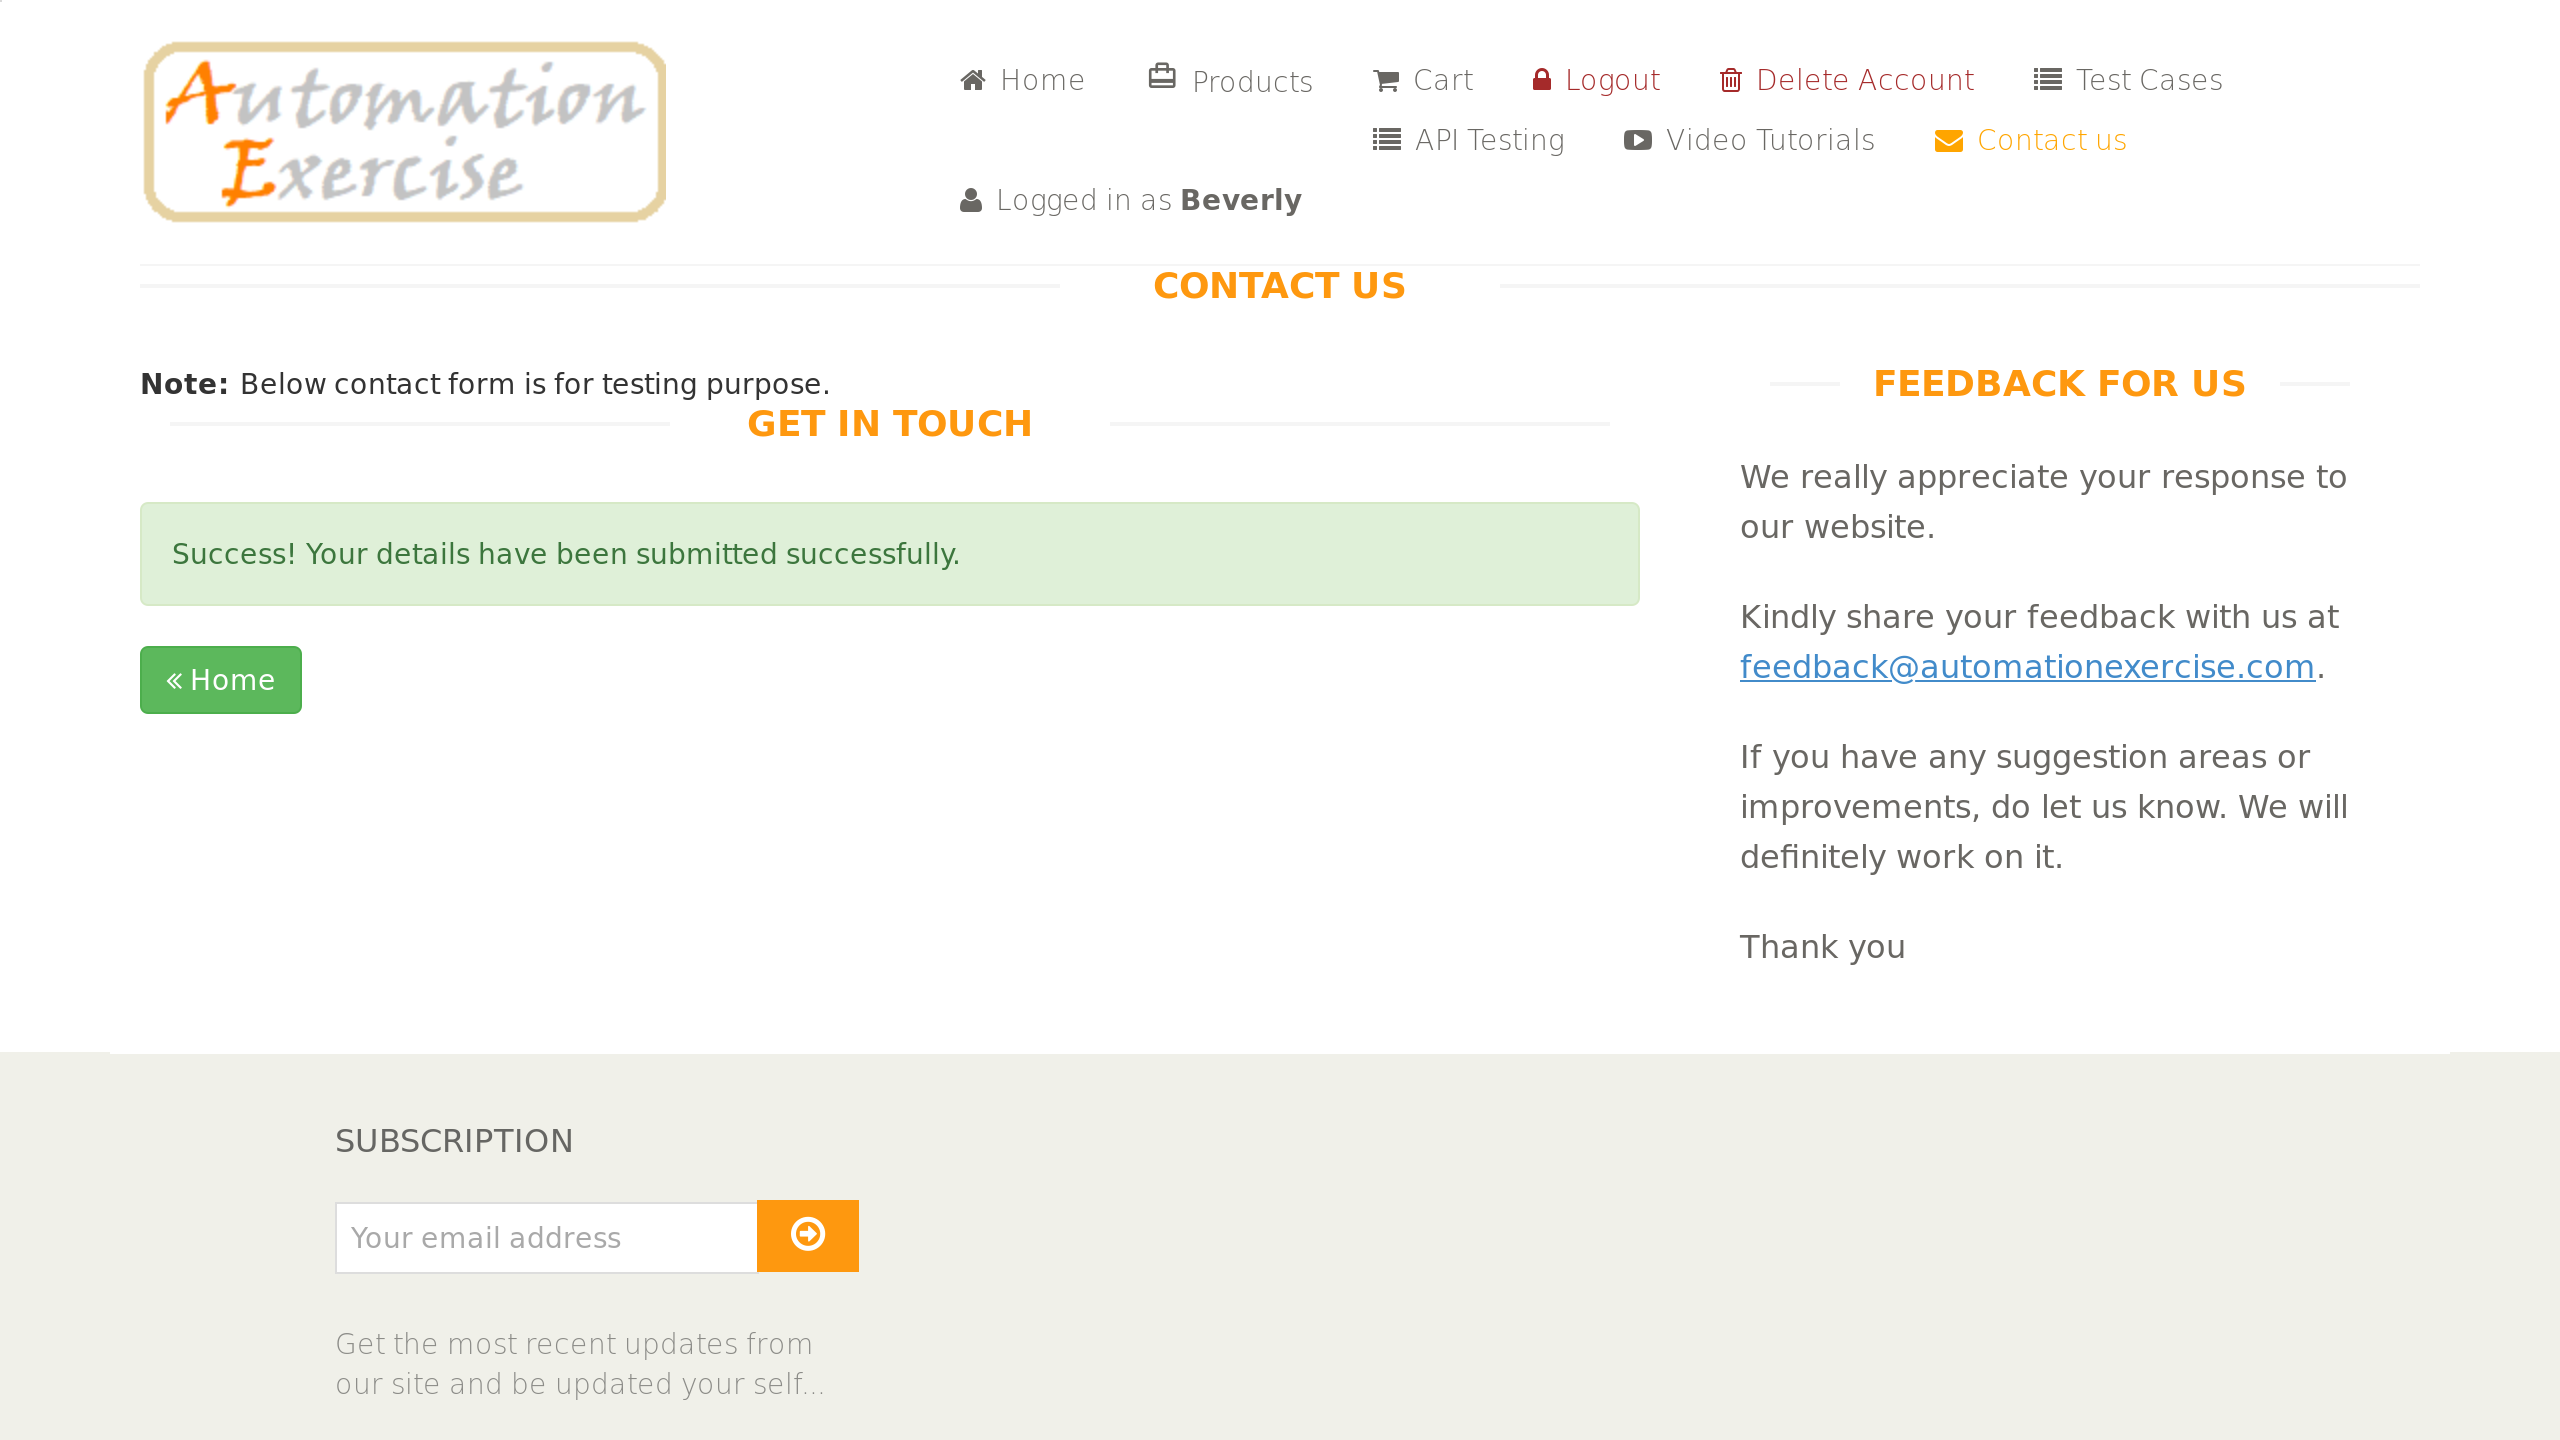 Automation
Exercise
Home
Products
Cart
Logout
Delete Account
Test Cases
API Testing
Video Tutorials
Contact us
Logged in as Beverly
CONTACT US
Note: Below contact form is for testing purpose.
GET IN TOUCH
Success! Your details have been submitted successfully.
« Home
FEEDBACK FOR US
We really appreciate your response to
our website.
Kindly share your feedback with us at
feedback@automationexercise.com.
If you have any suggestion areas or
improvements, do let us know. We will
definitely work on it.
Thank you
SUBSCRIPTION
Your email address
Get the most recent updates from
our site and be updated your self...